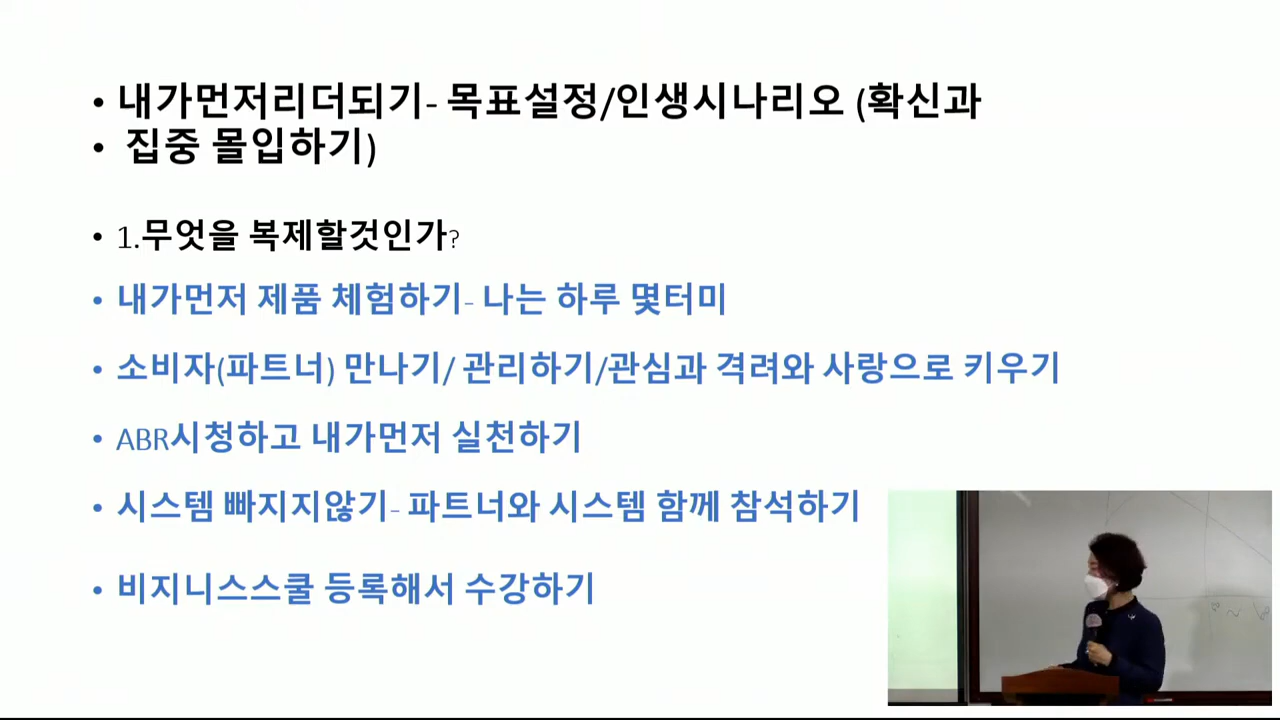 • 내가먼저리더되기- 목표설정/인생시나리오 (확신과
• 집중 몰입하기)
• 1.무엇을 복제할것인가?
• 내가먼저 제품 체험하기- 나는 하루 몇터미
• 소비자(파트너) 만나기/ 관리하기/관심과 격려와 사랑으로 키우기
• ABR시청하고 내가먼저 실천하기
• 시스템 빠지지않기- 파트너와 시스템 함께 참석하기
• 비지니스스쿨 등록해서 수강하기